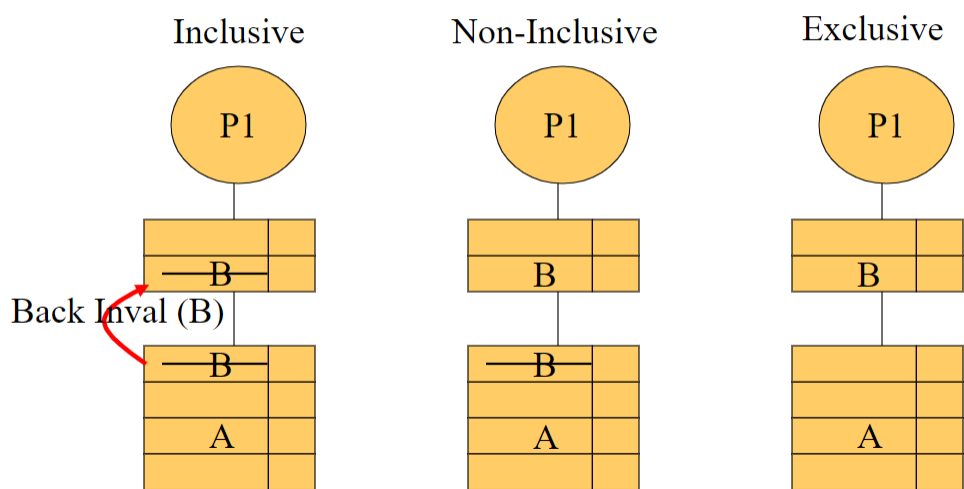 Inclusive Non-Inclusive Exclusive
P1 P1 P1
B B B
Back Inval (B)
B B
A A A